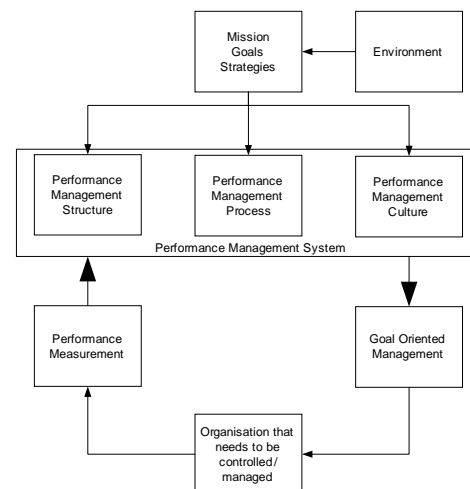 Mission
Goals
Strategies
Environment
Performance
Management
Structure
Performance
Management
Process
Performance
Management
Culture
Performance Management System
Performance
Measurement
Goal Oriented
Management
Organisation that
needs to be
controlled/
managed